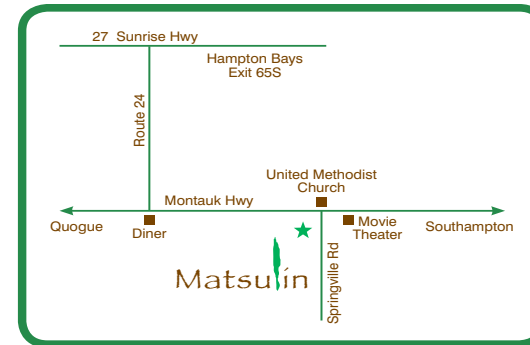 27 Sunrise Hwy
Hampton Bays
Exit 65S
Route 24
United Methodist
Church
Montauk Hwy
Quogue
Diner
Movie
Theater
Southampton
Matsulin
Springville Rd